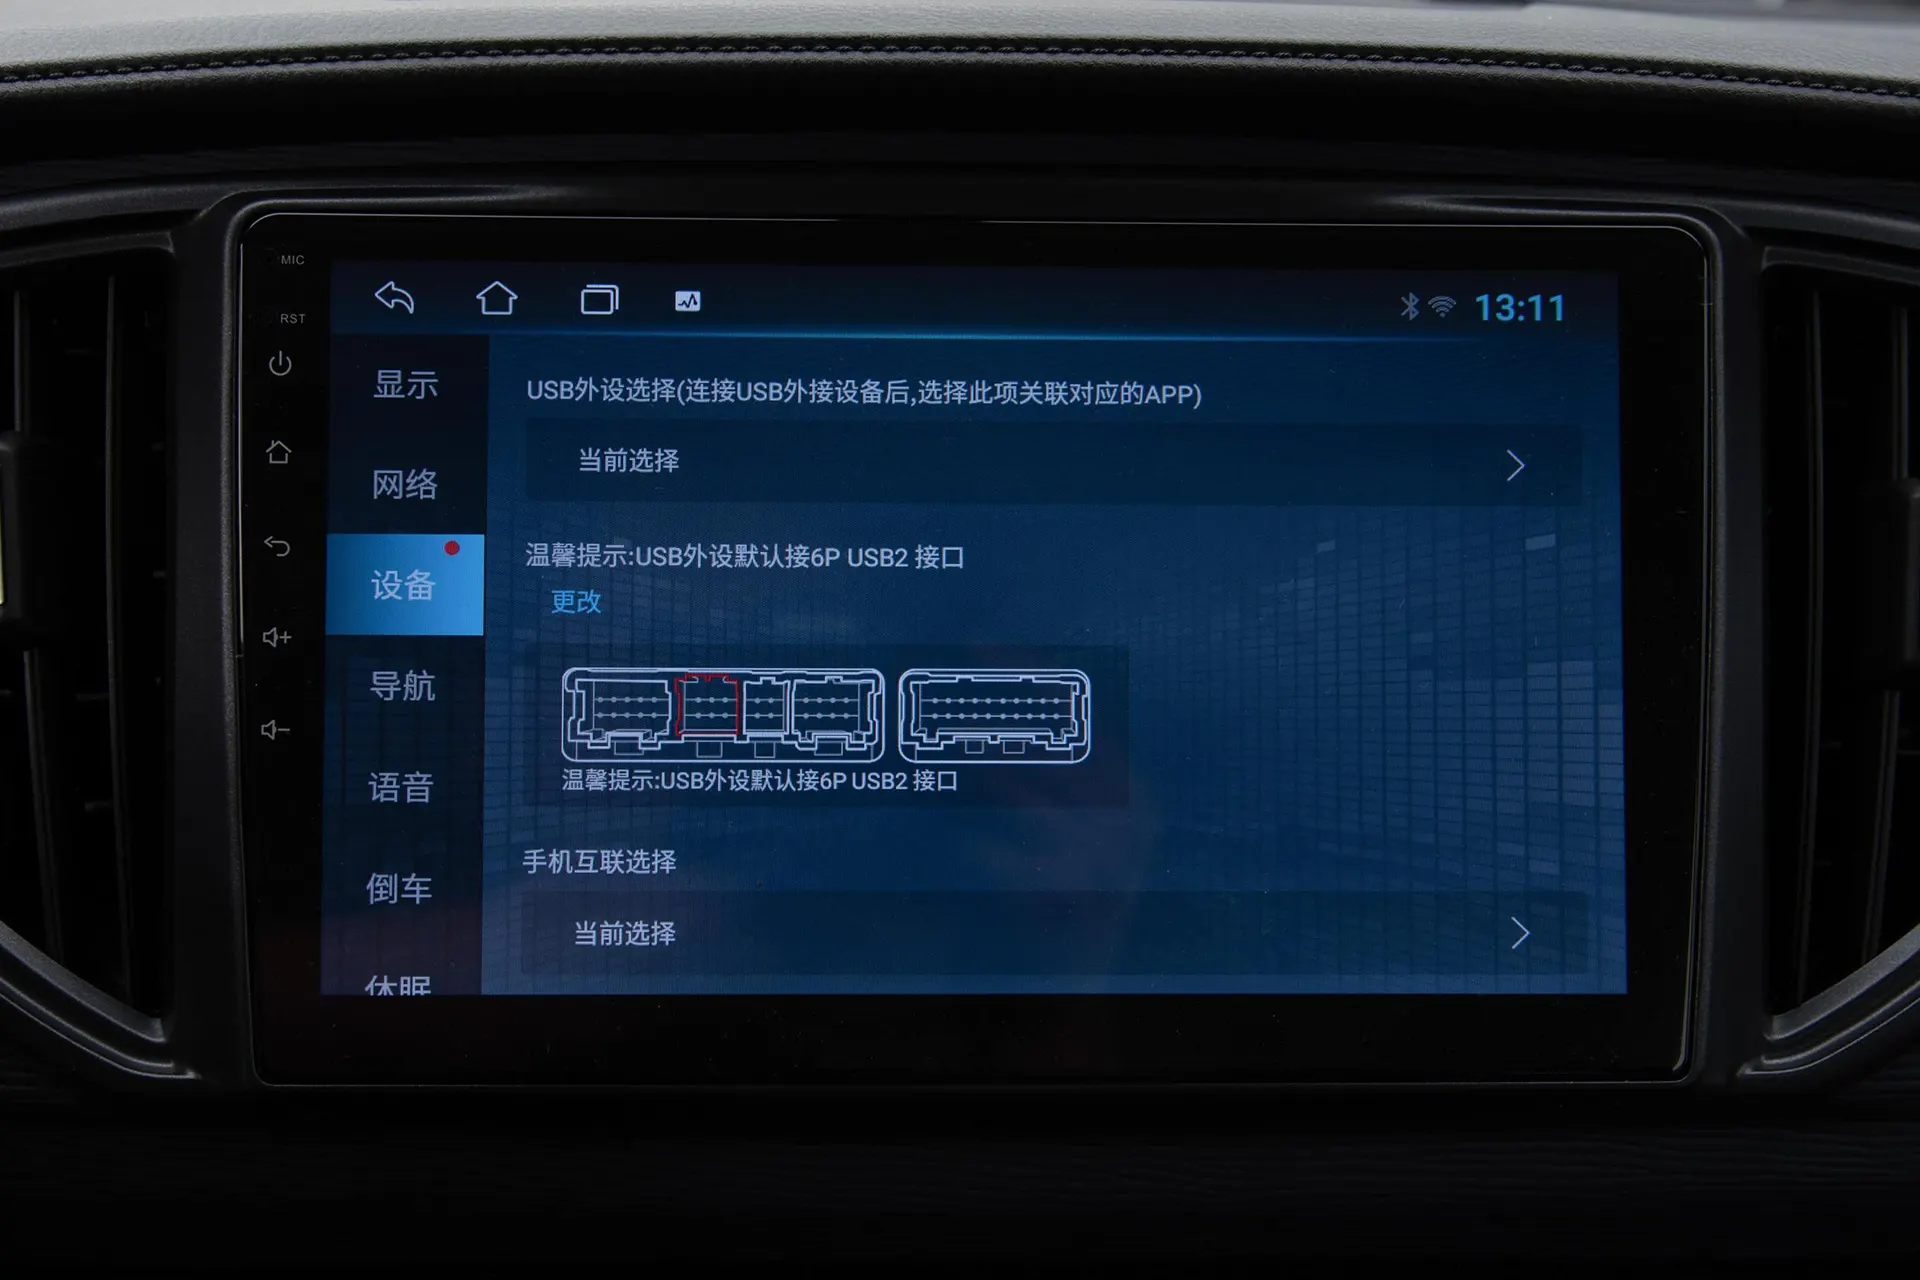 MIC
RST
13:11
显示
网络
设备
导航
语音
倒车
休眠
USB外设选择(连接USB外接设备后,选择此项关联对应的APP)
当前选择
温馨提示:USB外设默认接6P USB2 接口
更改
温馨提示:USB外设默认接6P USB2 接口
手机互联选择
当前选择